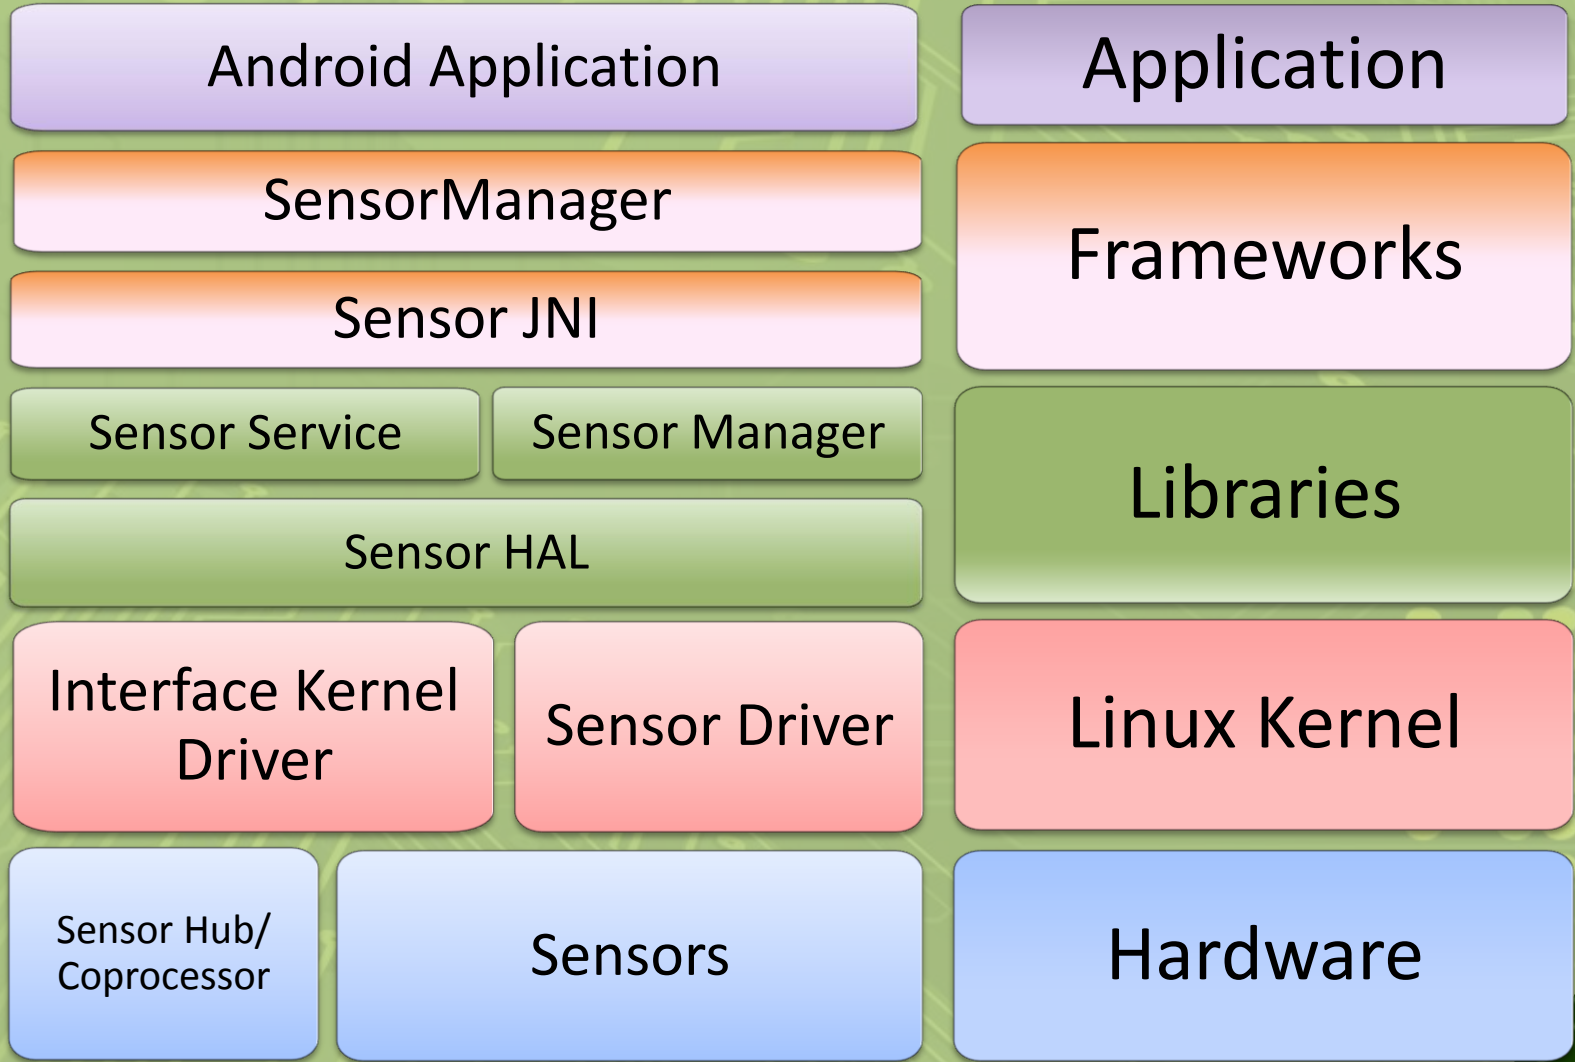 Android Application
Application
SensorManager
Frameworks
Sensor JNI
Sensor Service
Sensor Manager
Libraries
Sensor HAL
Interface Kernel
Driver
Sensor Driver
Linux Kernel
Sensor Hub/
Coprocessor
Sensors
Hardware